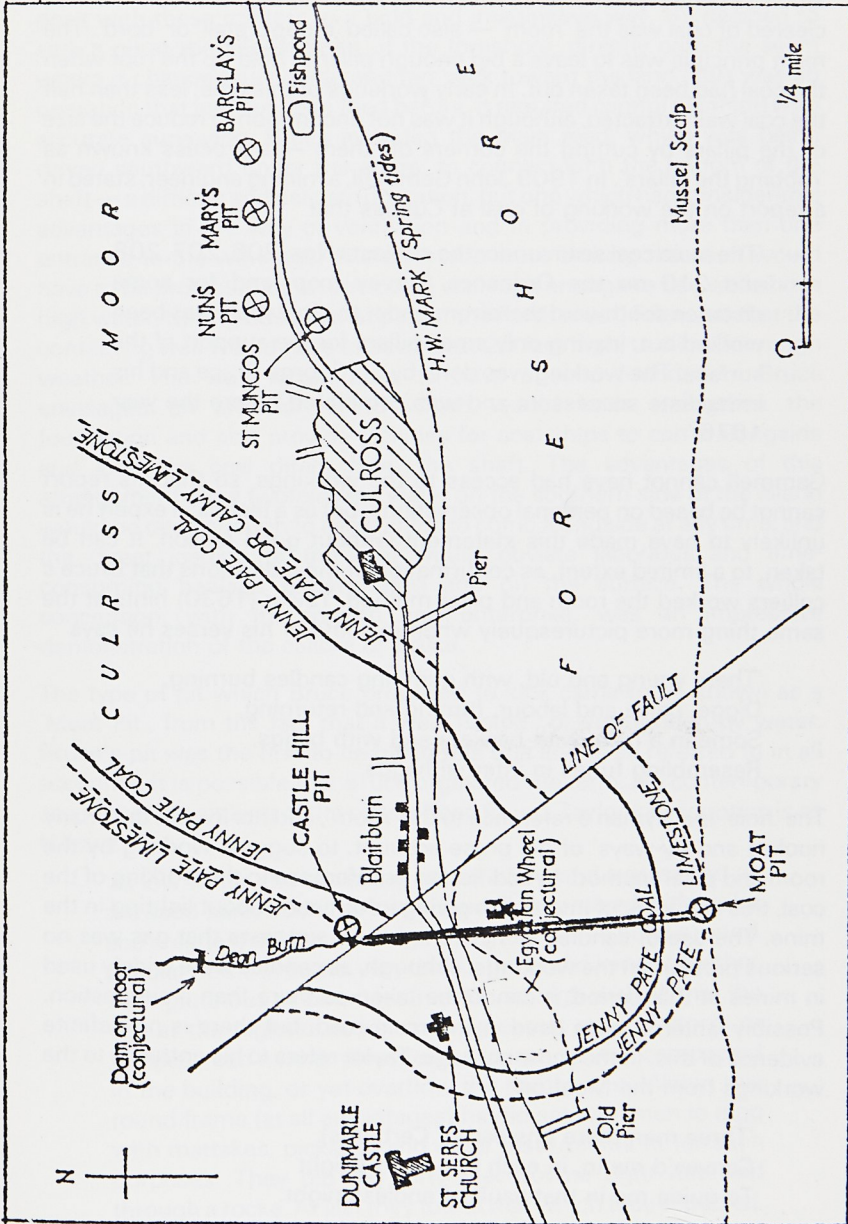 N
Dam on moor
(conjectural)
Dean Burn
JENNY PATE LIMESTONE
JENNY PATE COAL
CASTLE HILL
PIT
CULROSS MOOR
JENNY PATE COAL
JENNY PATE OR CALMY LIMESTONE
ST MUNGOS
PIT
NUN'S
PIT
MARY'S
PIT
BARCLAY'S
PIT
Fishpond
DUNIMARLE
CASTLE
ST SERFS
CHURCH
Blairburn
CULROSS
Pier
H.W. MARK (Spring tides)
Egyptian Wheel
(conjectural)
Old
Pier
LINE OF FAULT
JENNY PATE COAL
JENNY PATE LIMESTONE
MOAT
PIT
FORESHORE
Mussel Scalp
0
1/4 mile